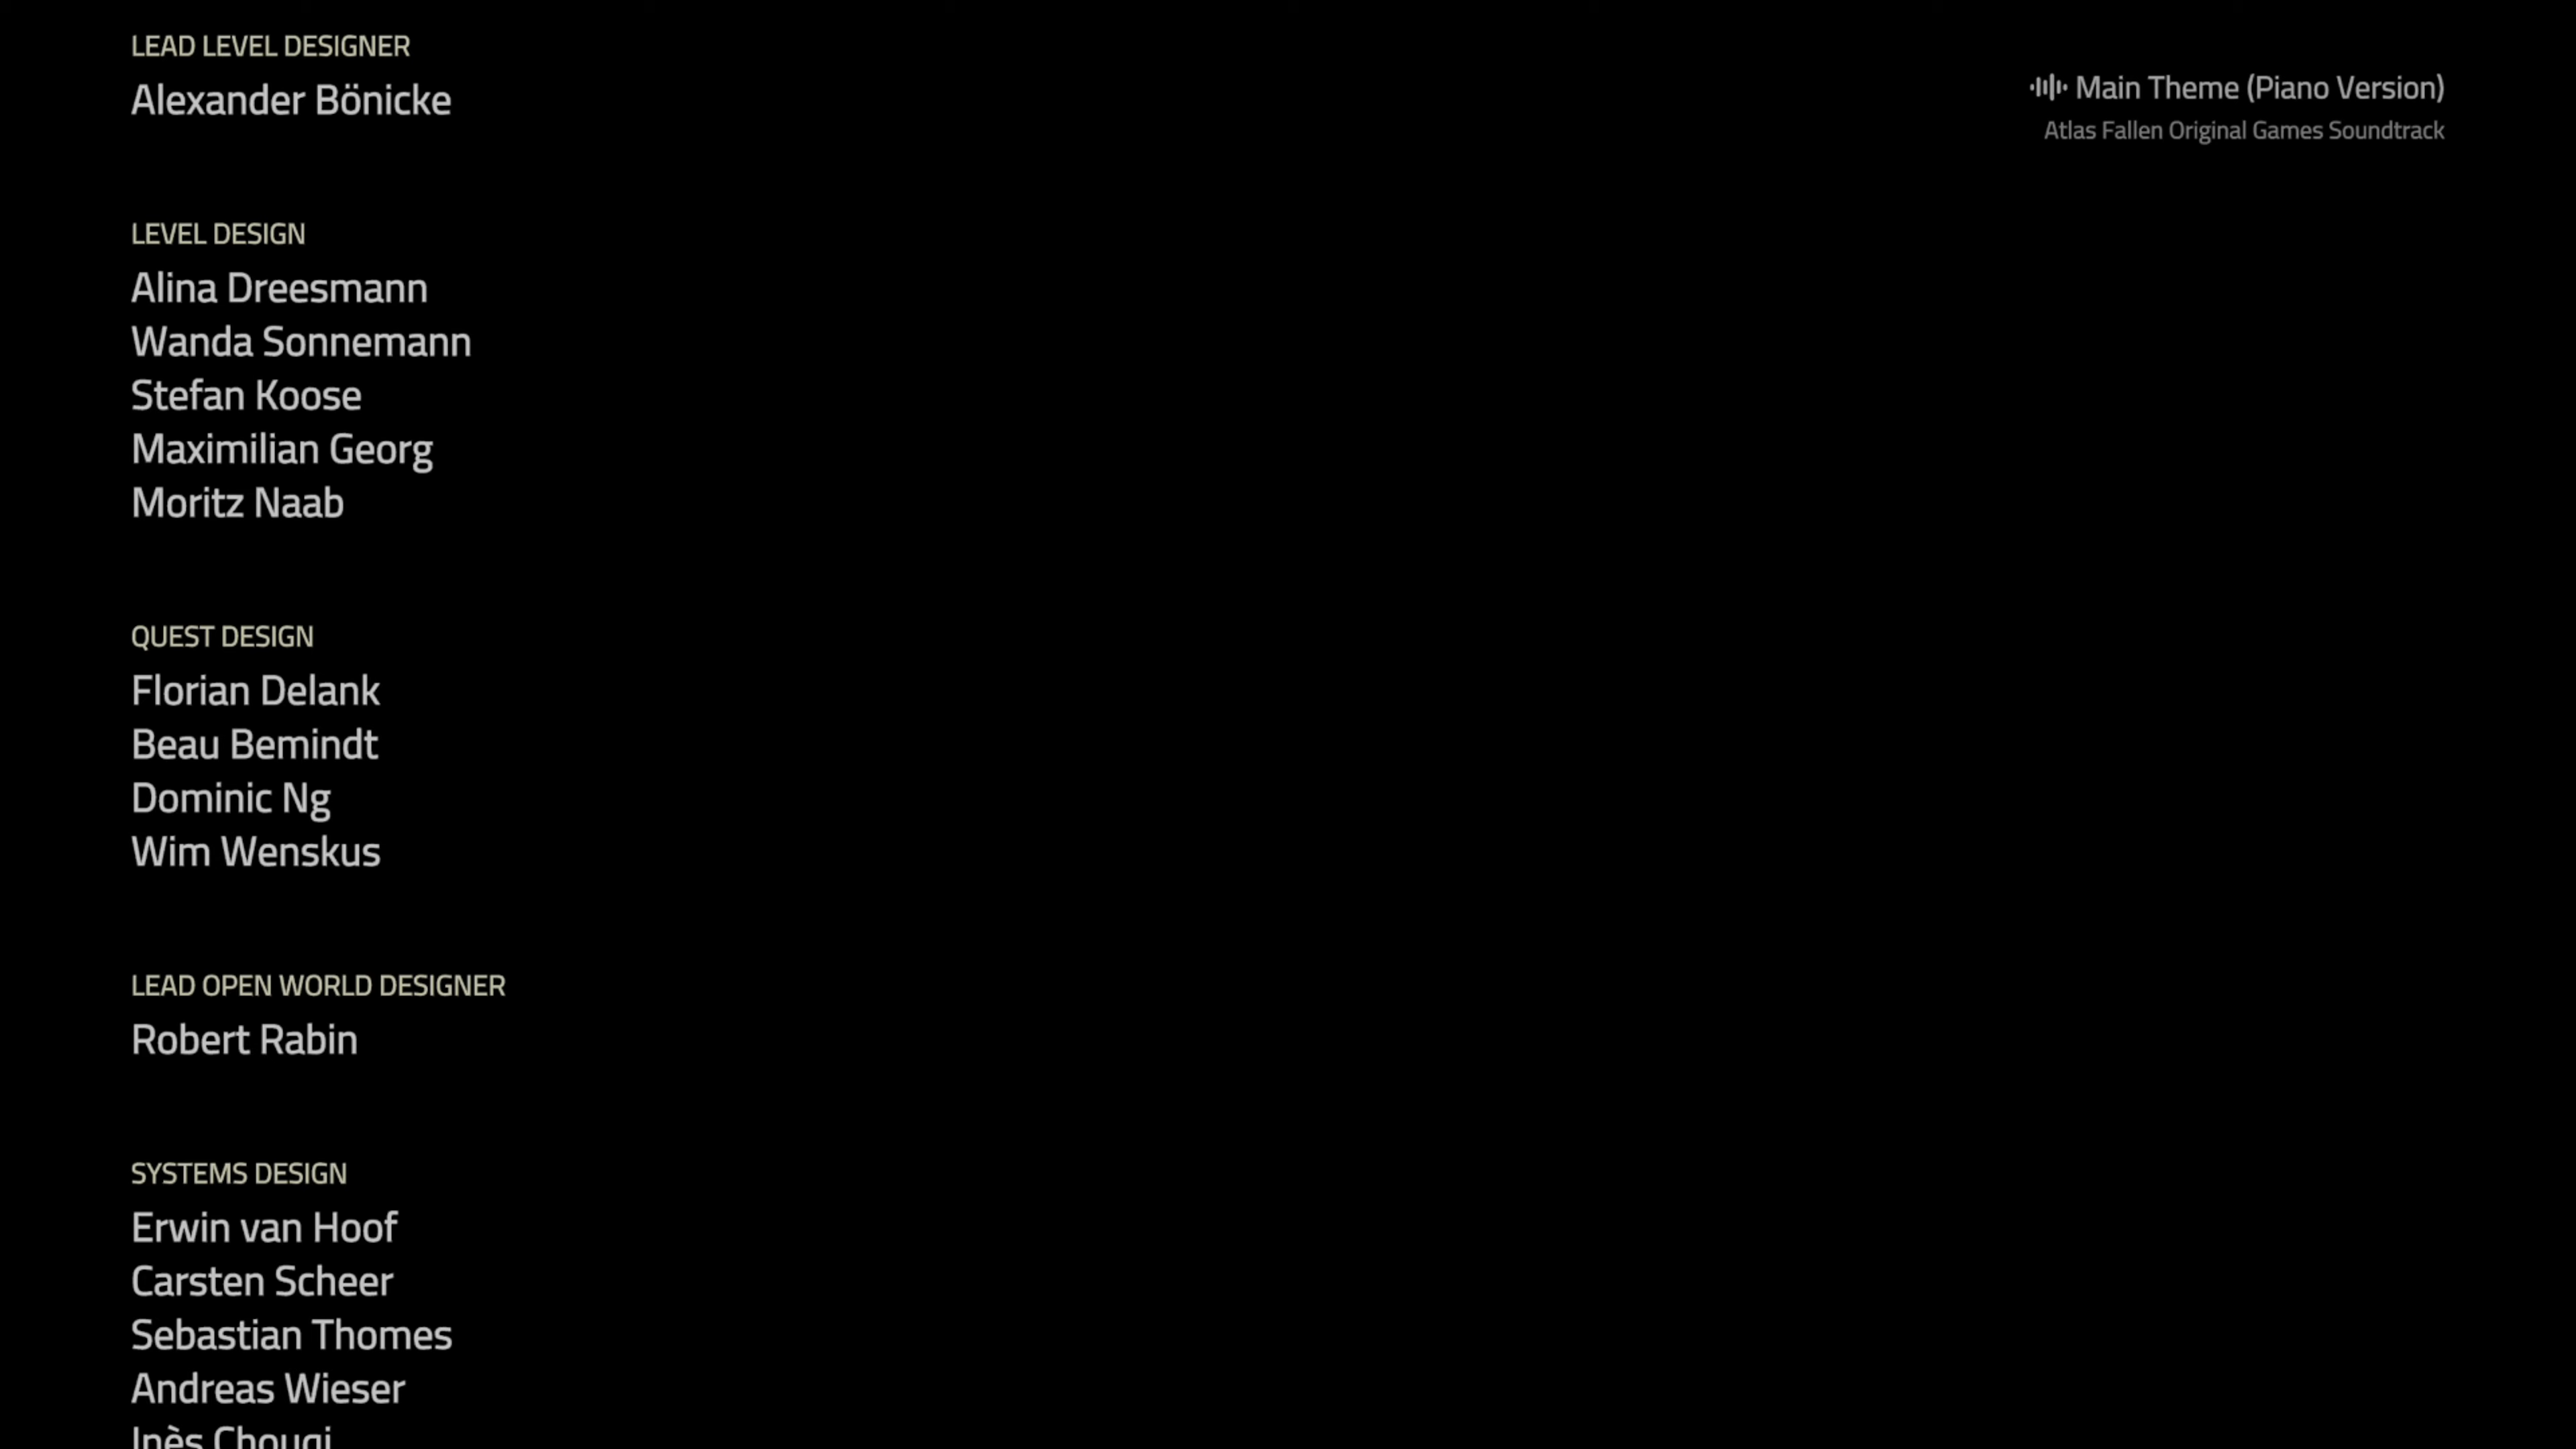 LEAD LEVEL DESIGNER
Alexander Bönicke
Main Theme (Piano Version)
Atlas Fallen Original Games Soundtrack
LEVEL DESIGN
Alina Dreesmann
Wanda Sonnemann
Stefan Koose
Maximilian Georg
Moritz Naab
QUEST DESIGN
Florian Delank
Beau Bemindt
Dominic Ng
Wim Wenskus
LEAD OPEN WORLD DESIGNER
Robert Rabin
SYSTEMS DESIGN
Erwin van Hoof
Carsten Scheer
Sebastian Thomes
Andreas Wieser
Inès